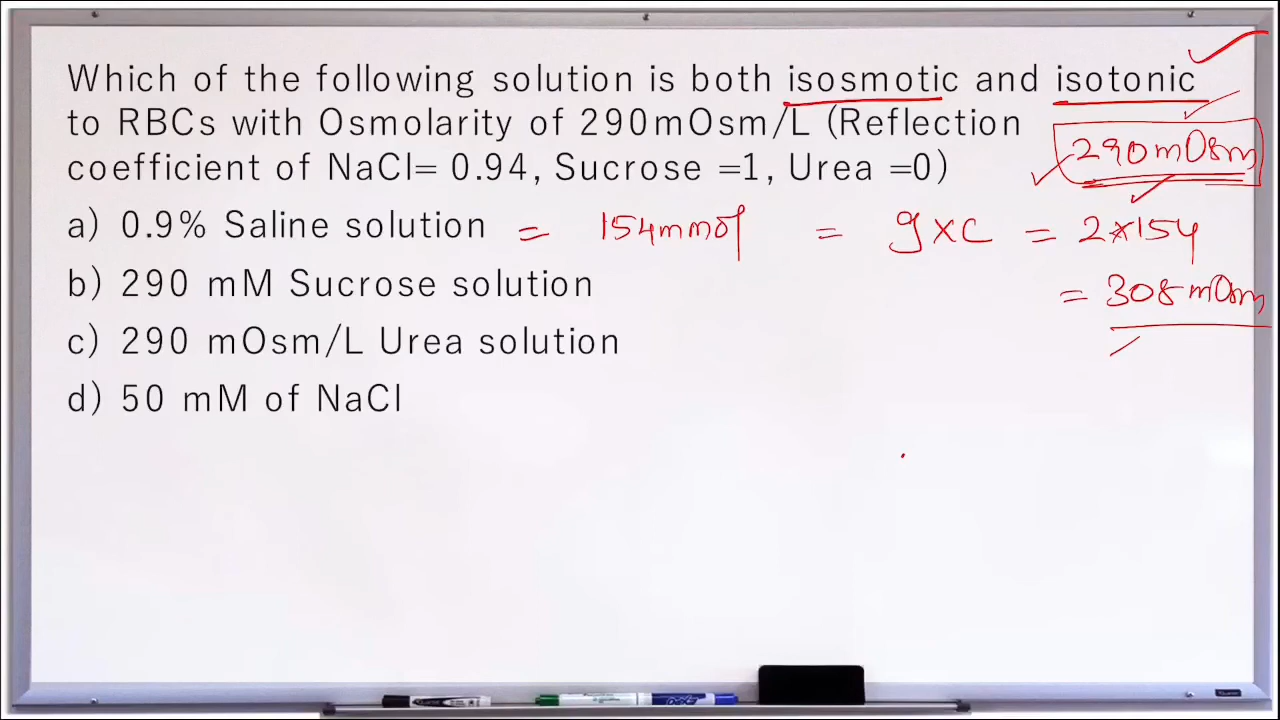 Which of the following solution is both isosmotic and isotonic
to RBCs with Osmolarity of 290mOsm/L (Reflection
coefficient of NaCl= 0.94, Sucrose =1, Urea =0)
290mOsm
a) 0.9% Saline solution = 154mmol = gxc = 2x154
= 308mOsm
b) 290 mM Sucrose solution
c) 290 mOsm/L Urea solution
d) 50 mM of NaCl